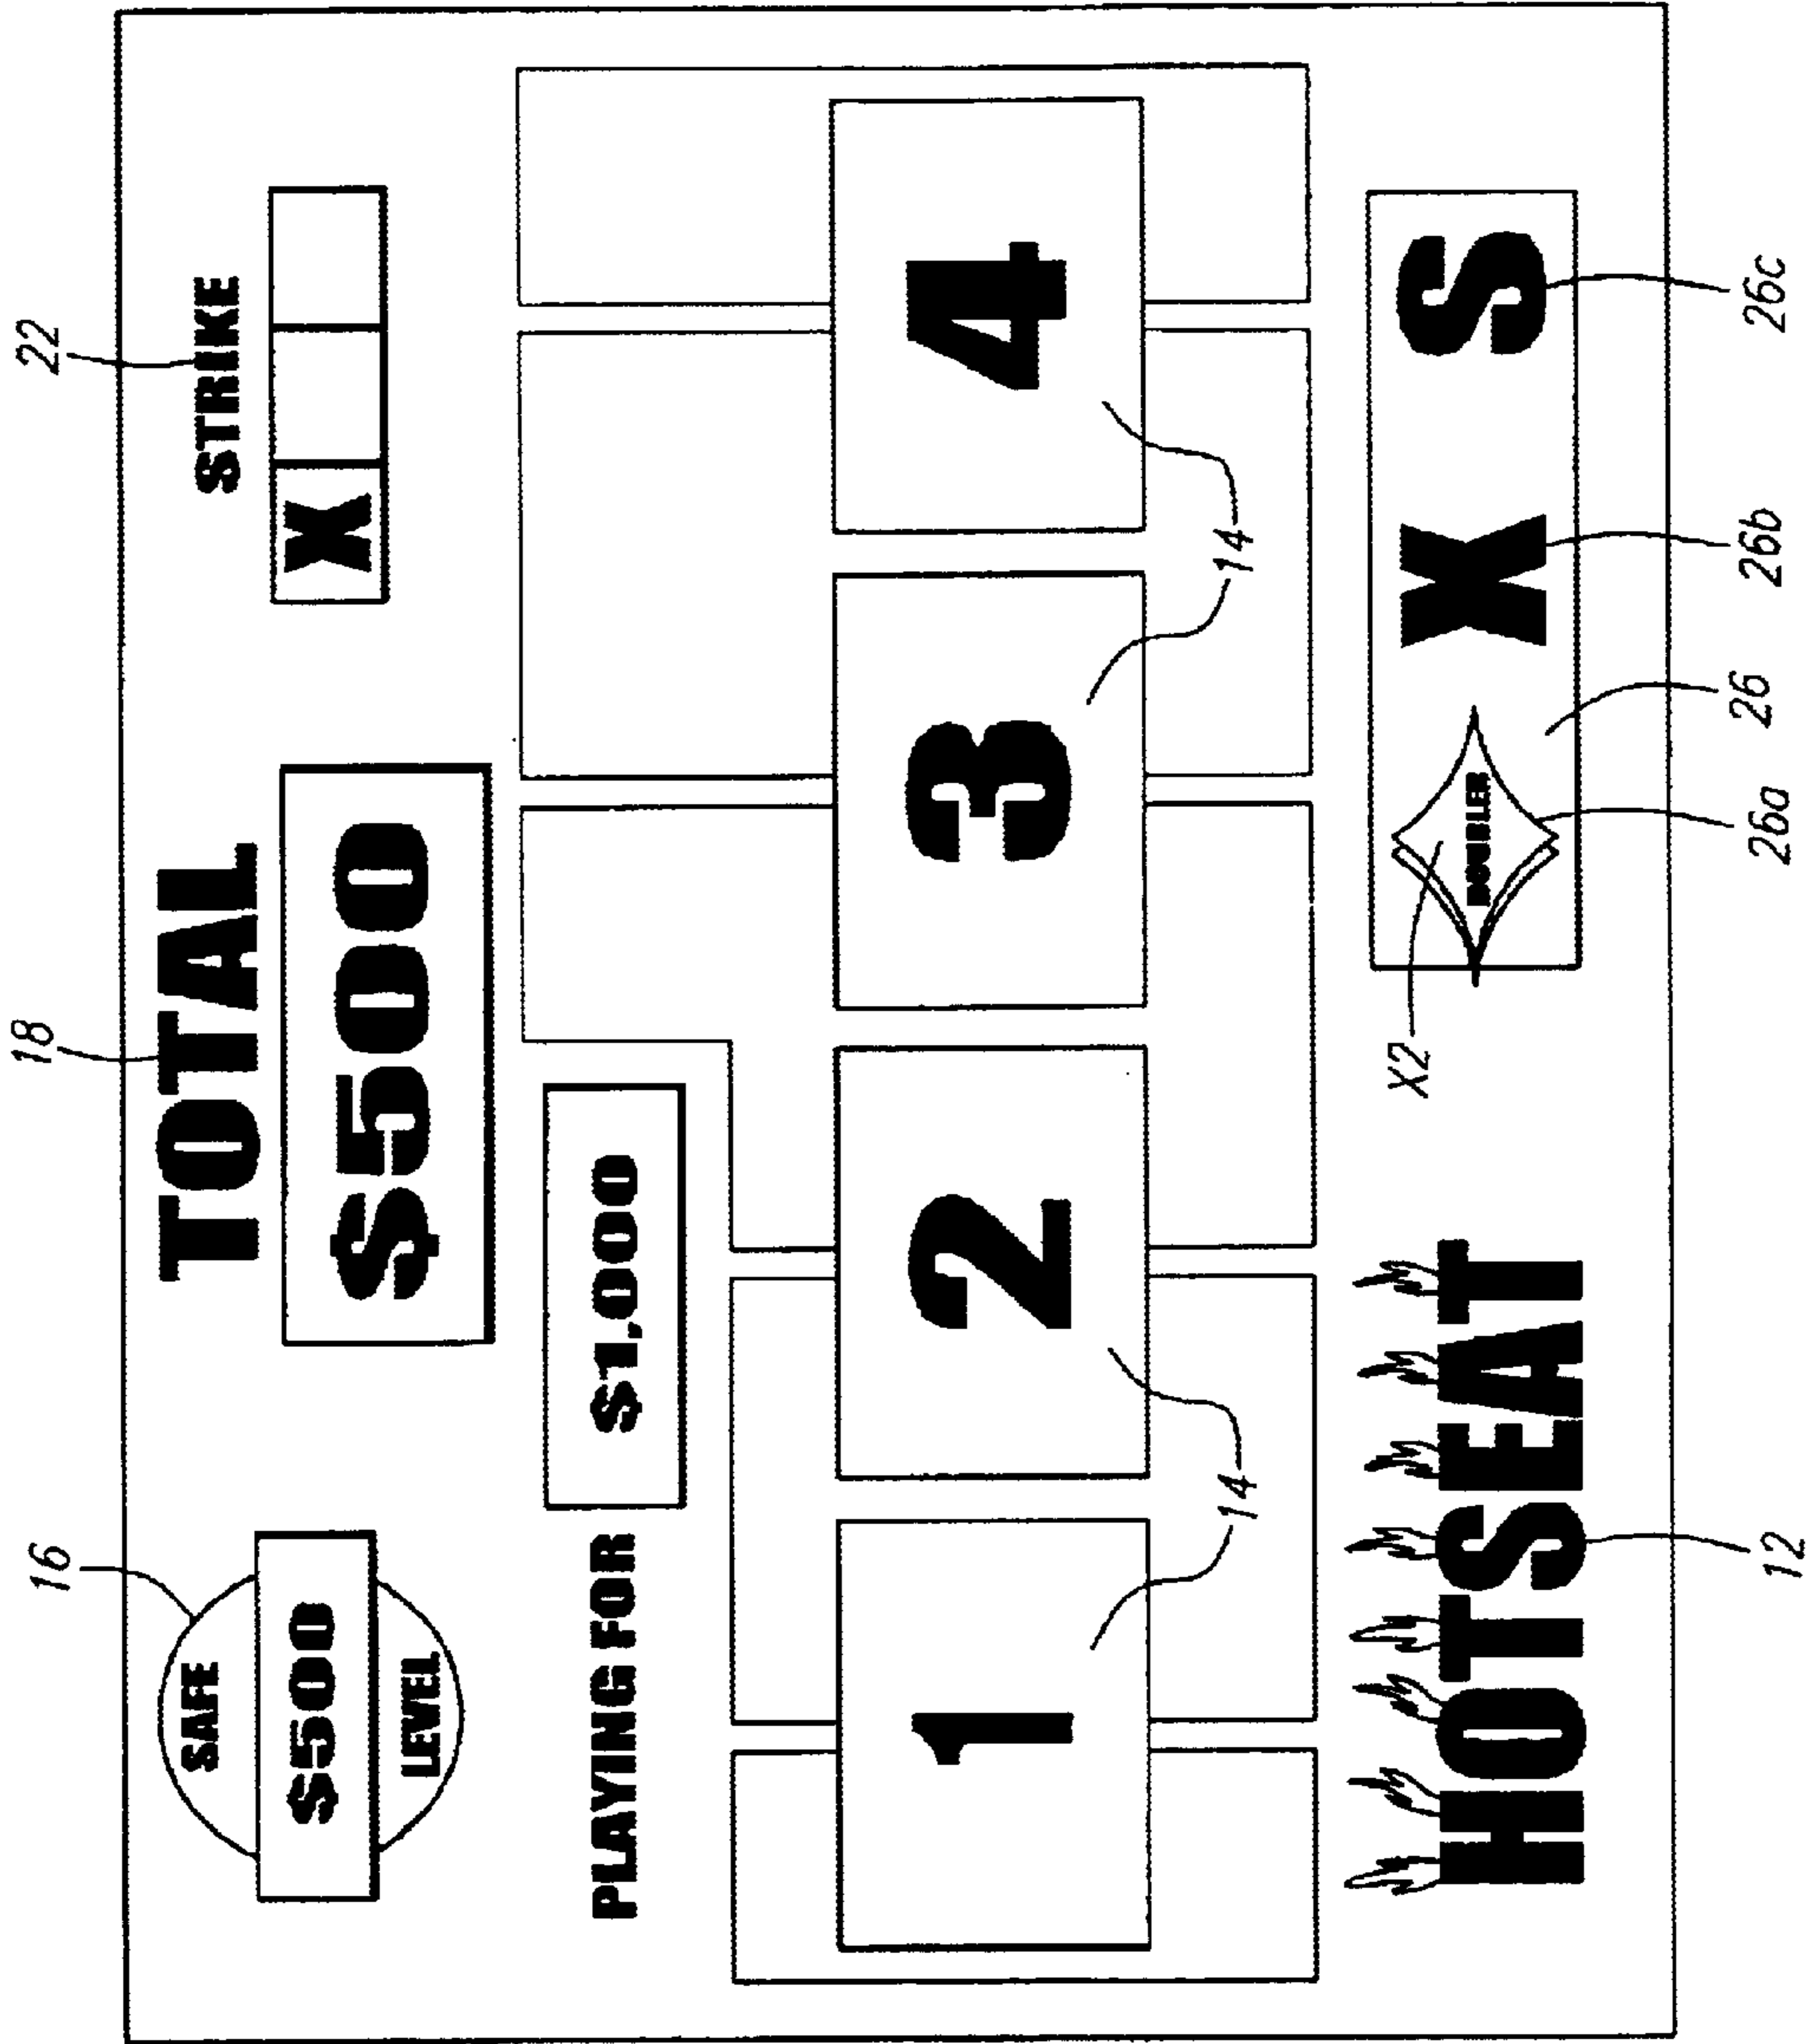 16
18
22
SAFE
$500
LEVEL
TOTAL
$500
STRIKE
X
PLAYING FOR
$1,000
1
2
3
4
14
14
HOTSEAT
X2
DOUBLER
X
S
12
26a
26
26b
26c